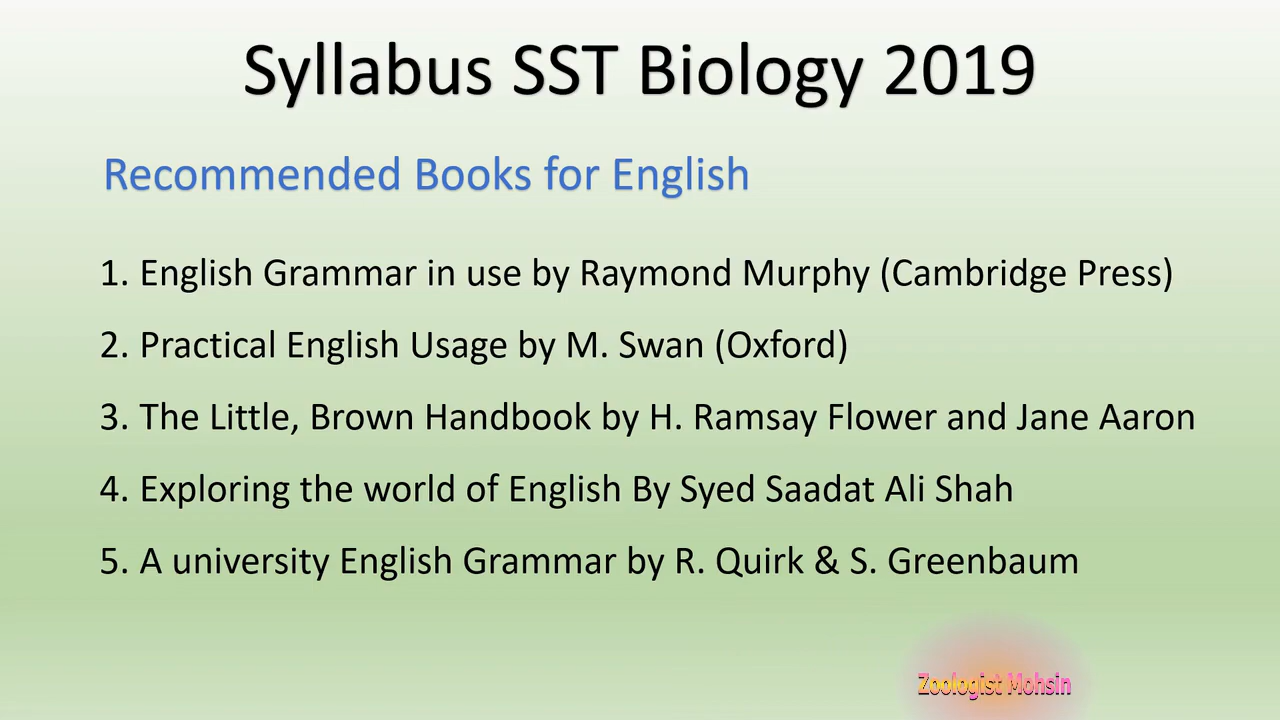 Syllabus SST Biology 2019
Recommended Books for English
1. English Grammar in use by Raymond Murphy (Cambridge Press)
2. Practical English Usage by M. Swan (Oxford)
3. The Little, Brown Handbook by H. Ramsay Flower and Jane Aaron
4. Exploring the world of English By Syed Saadat Ali Shah
5. A university English Grammar by R. Quirk & S. Greenbaum
Zoologist Mohsin